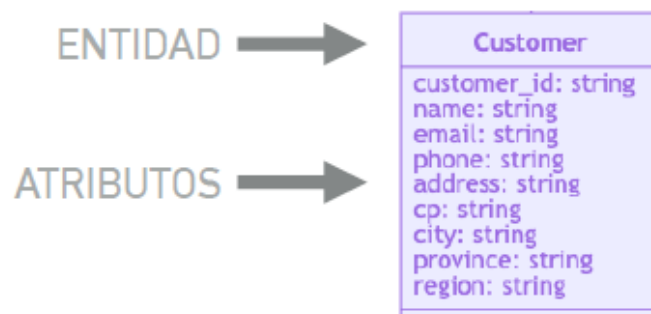 ENTIDAD
Customer
customer_id: string
name: string
email: string
phone: string
ATRIBUTOS
address: string
cp: string
city: string
province: string
region: string